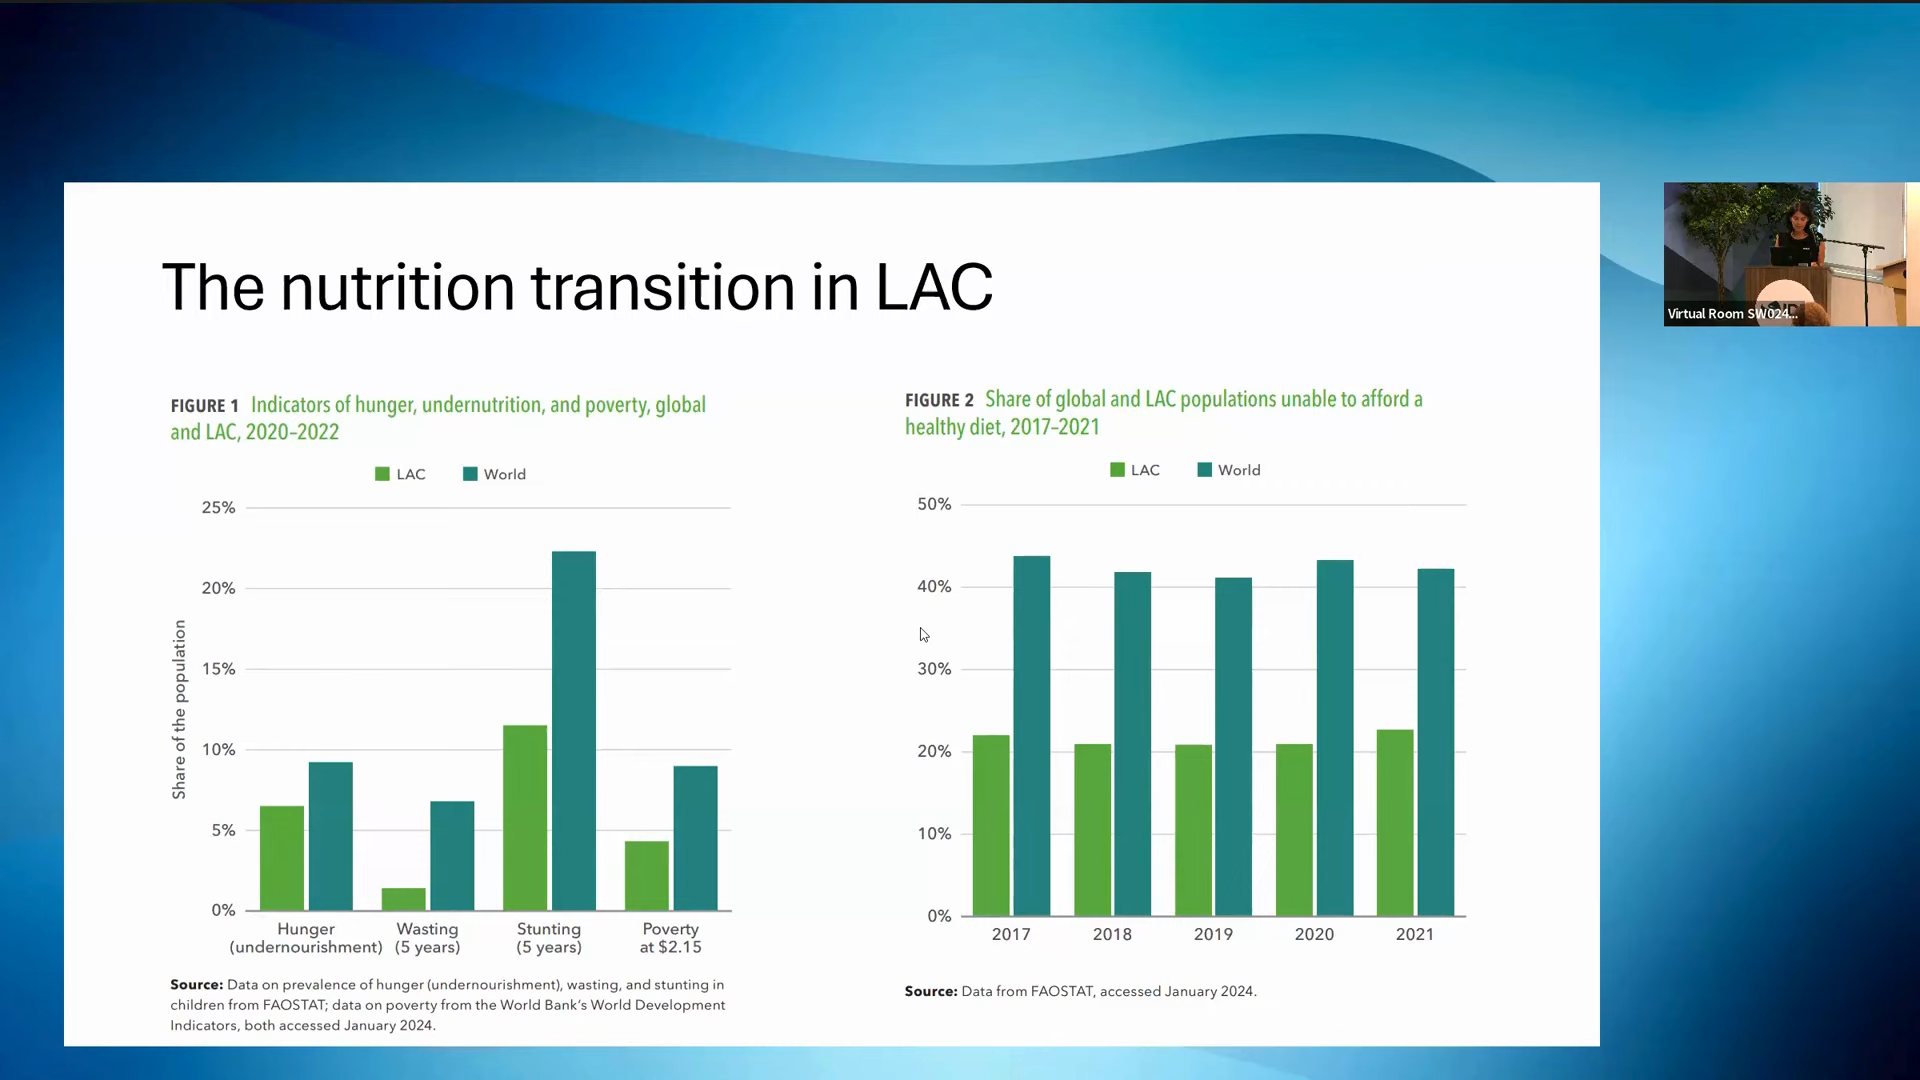 The nutrition transition in LAC
FIGURE 1 Indicators of hunger, undernutrition, and poverty, global
and LAC, 2020–2022
LAC World
25%
20%
15%
10%
5%
0%
Share of the population
Hunger
(undernourishment)
Wasting
(5 years)
Stunting
(5 years)
Poverty
at $2.15
Source: Data on prevalence of hunger (undernourishment), wasting, and stunting in
children from FAOSTAT; data on poverty from the World Bank's World Development
Indicators, both accessed January 2024.
FIGURE 2 Share of global and LAC populations unable to afford a
healthy diet, 2017–2021
LAC World
50%
40%
30%
20%
10%
0%
2017 2018 2019 2020 2021
Source: Data from FAOSTAT, accessed January 2024.
Virtual Room SW024...